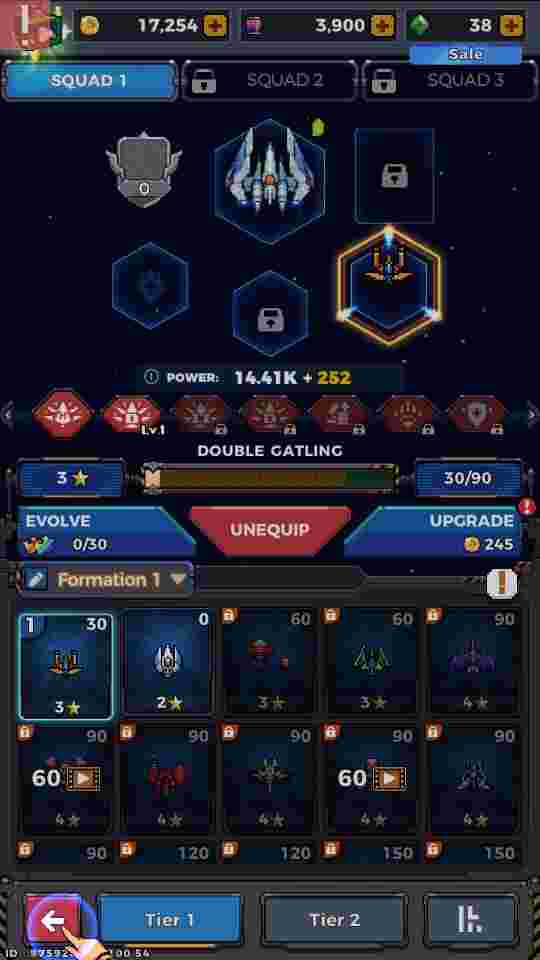 17,254
3,900
38
Sale
SQUAD 1
SQUAD 2
SQUAD 3
0
POWER: 14.41K + 252
Lv.1
DOUBLE GATLING
3
30/90
EVOLVE
0/30
UNEQUIP
UPGRADE
245
Formation 1
1 30
0
60
60
90
3
2
3
3
4
90
90
90
90
90
60
60
4
4
4
4
4
90
120
120
150
150
Tier 1
Tier 2